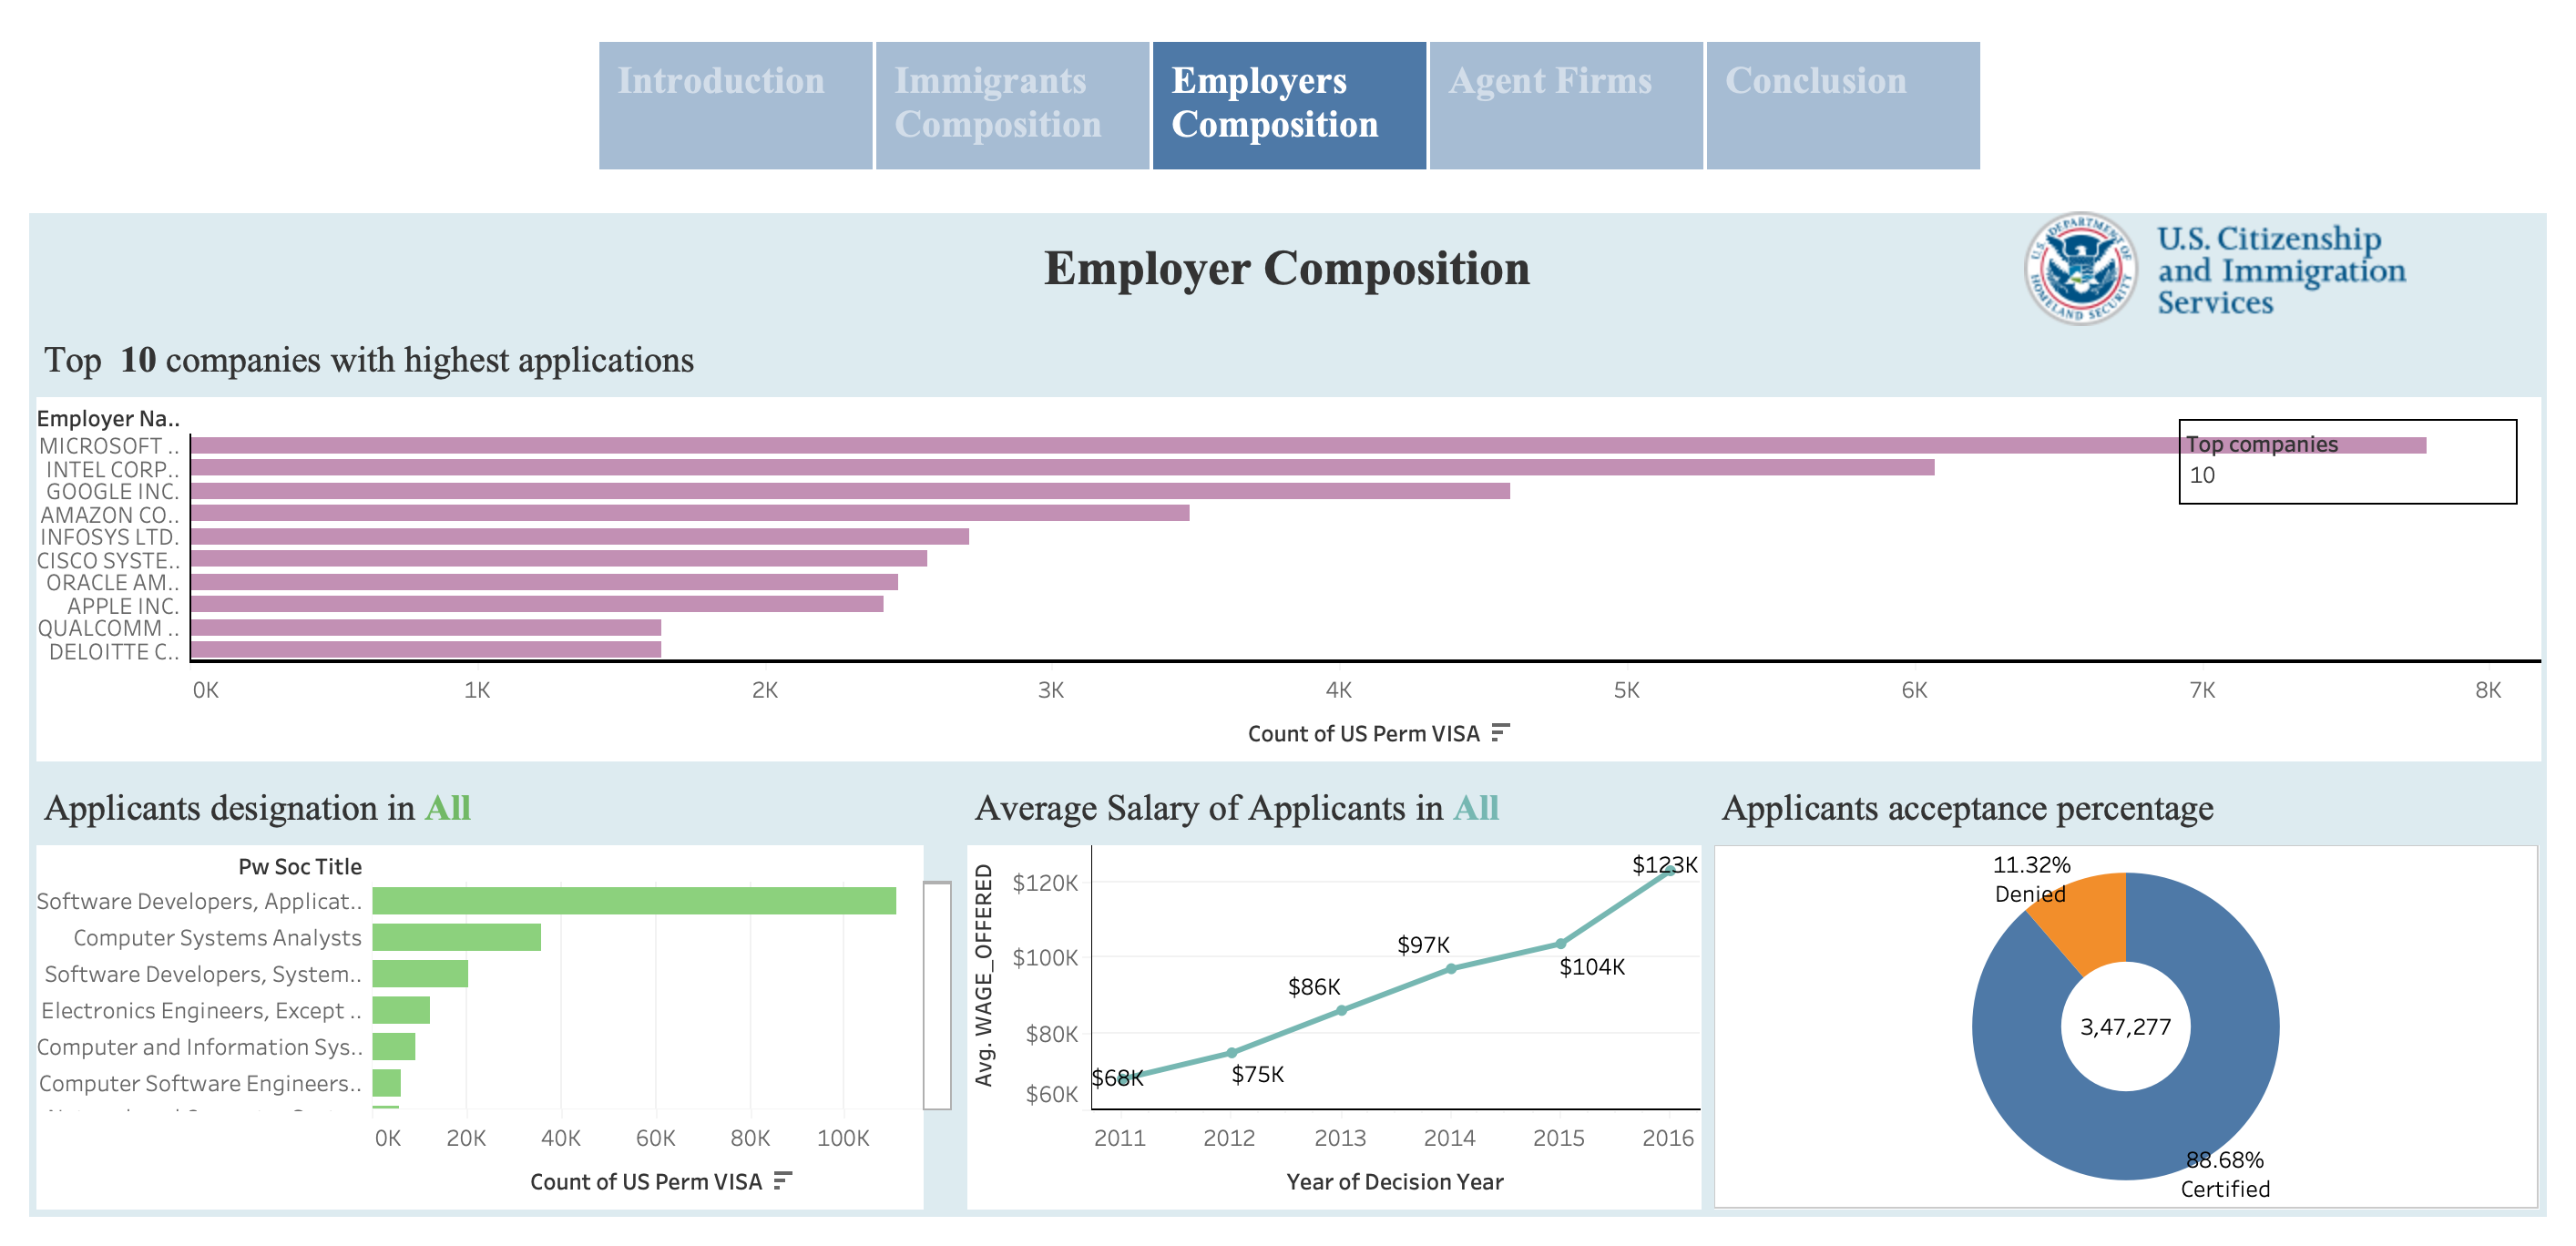 Introduction
Immigrants
Composition
Employers
Composition
Agent Firms
Conclusion
Employer Composition
U.S. DEPARTMENT OF
HOMELAND SECURITY
U.S. Citizenship
and Immigration
Services
Top 10 companies with highest applications
Employer Na..
MICROSOFT ..
INTEL CORP..
GOOGLE INC.
AMAZON CO..
INFOSYS LTD.
CISCO SYSTE..
ORACLE AM..
APPLE INC.
QUALCOMM ..
DELOITTE C..
Top companies
10
0K 1K 2K 3K 4K 5K 6K 7K 8K
Count of US Perm VISA
Applicants designation in All
Pw Soc Title
Software Developers, Applicat..
Computer Systems Analysts
Software Developers, System..
Electronics Engineers, Except ..
Computer and Information Sys..
Computer Software Engineers..
0K 20K 40K 60K 80K 100K
Count of US Perm VISA
Average Salary of Applicants in All
Avg. WAGE_OFFERED
$120K
$100K
$80K
$60K
$68K
$75K
$86K
$97K
$104K
$123K
2011 2012 2013 2014 2015 2016
Year of Decision Year
Applicants acceptance percentage
11.32%
Denied
3,47,277
88.68%
Certified